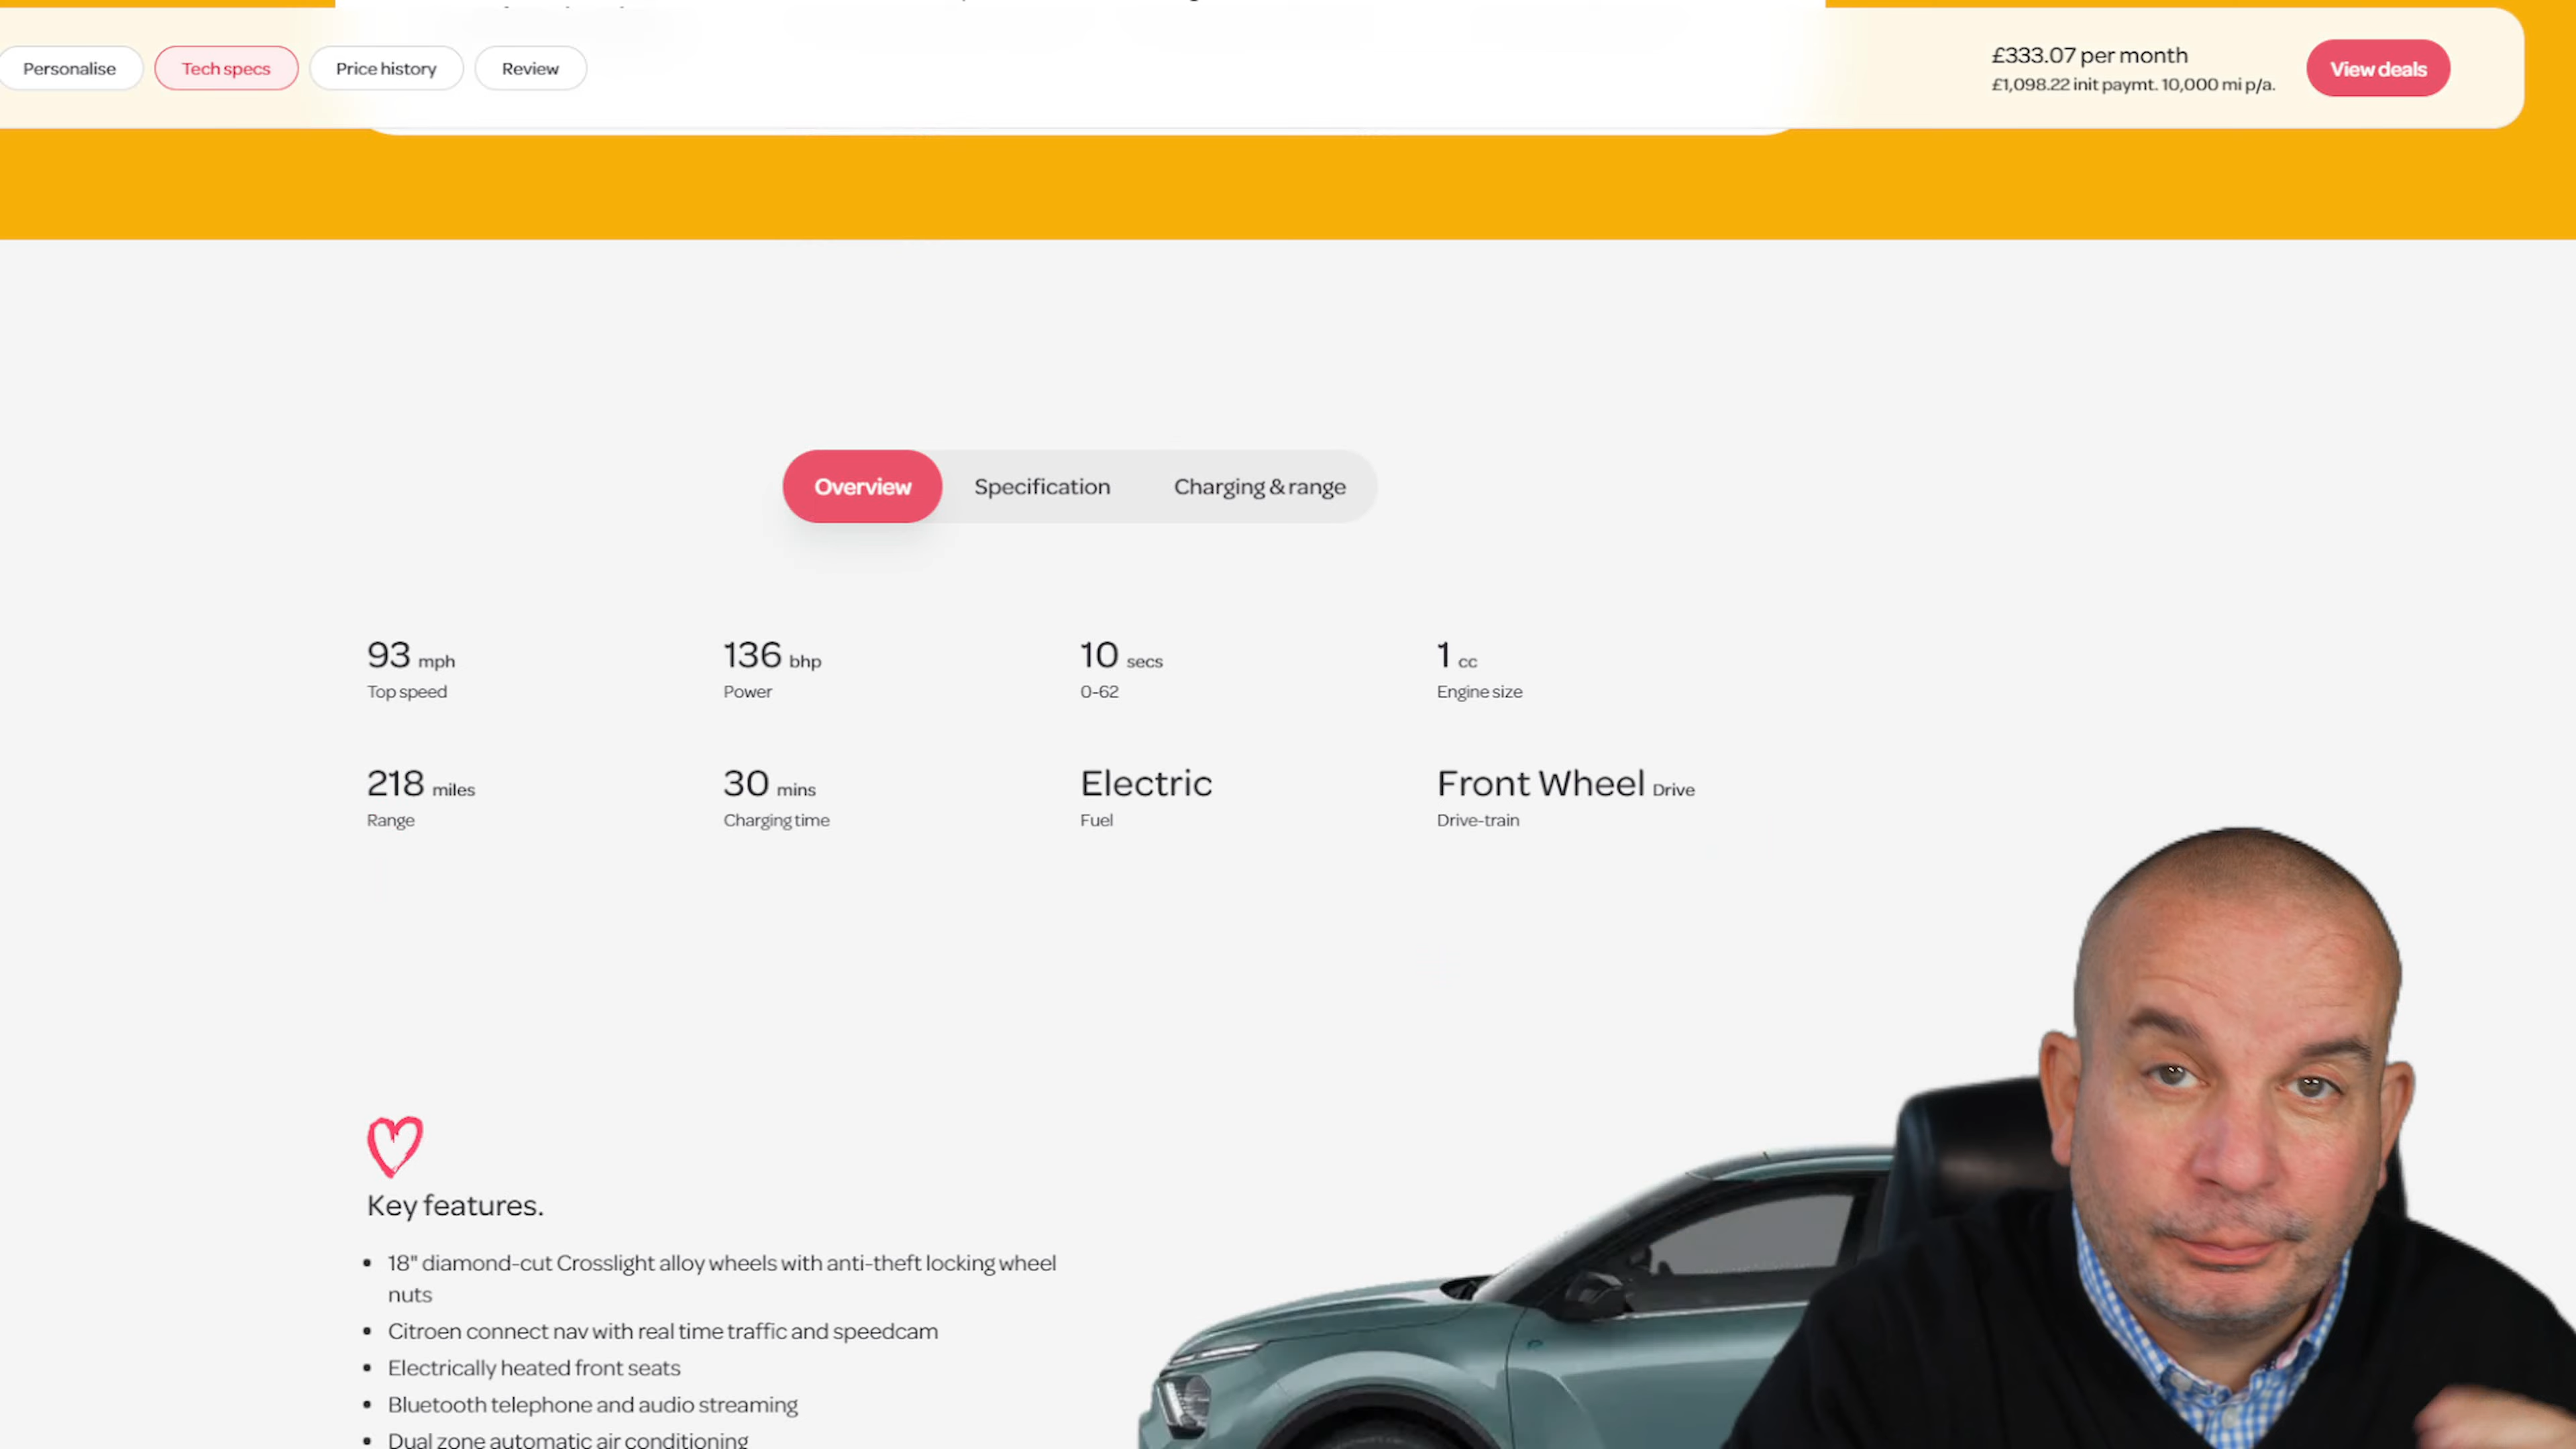 Personalise
Tech specs
Price history
Review
£333.07 per month
£1,098.22 init paymt. 10,000 mi p/a.
View deals
Overview
Specification
Charging & range
93 mph
Top speed
136 bhp
Power
10 secs
0-62
1 cc
Engine size
218 miles
Range
30 mins
Charging time
Electric
Fuel
Front Wheel Drive
Drive-train
Key features.
18" diamond-cut Crosslight alloy wheels with anti-theft locking wheel
nuts
Citroen connect nav with real time traffic and speedcam
Electrically heated front seats
Bluetooth telephone and audio streaming
Dual zone automatic air conditioning